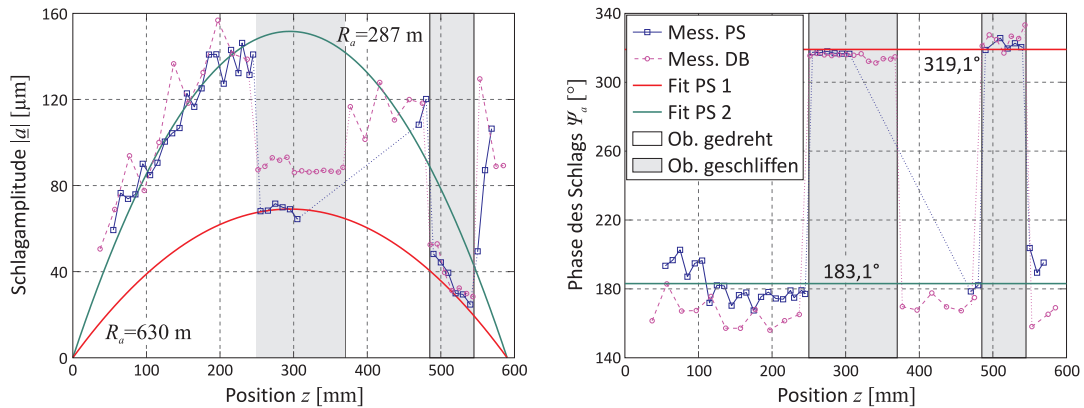 160
120
80
40
0
Schlagamplitude |a| [µm]
R_a=287 m
R_a=630 m
0 100 200 300 400 500 600
Position z [mm]
340
300
260
220
180
140
Phase des Schlags Ψ_a [°]
Mess. PS
Mess. DB
Fit PS 1
Fit PS 2
Ob. gedreht
Ob. geschliffen
319,1°
183,1°
0 100 200 300 400 500 600
Position z [mm]